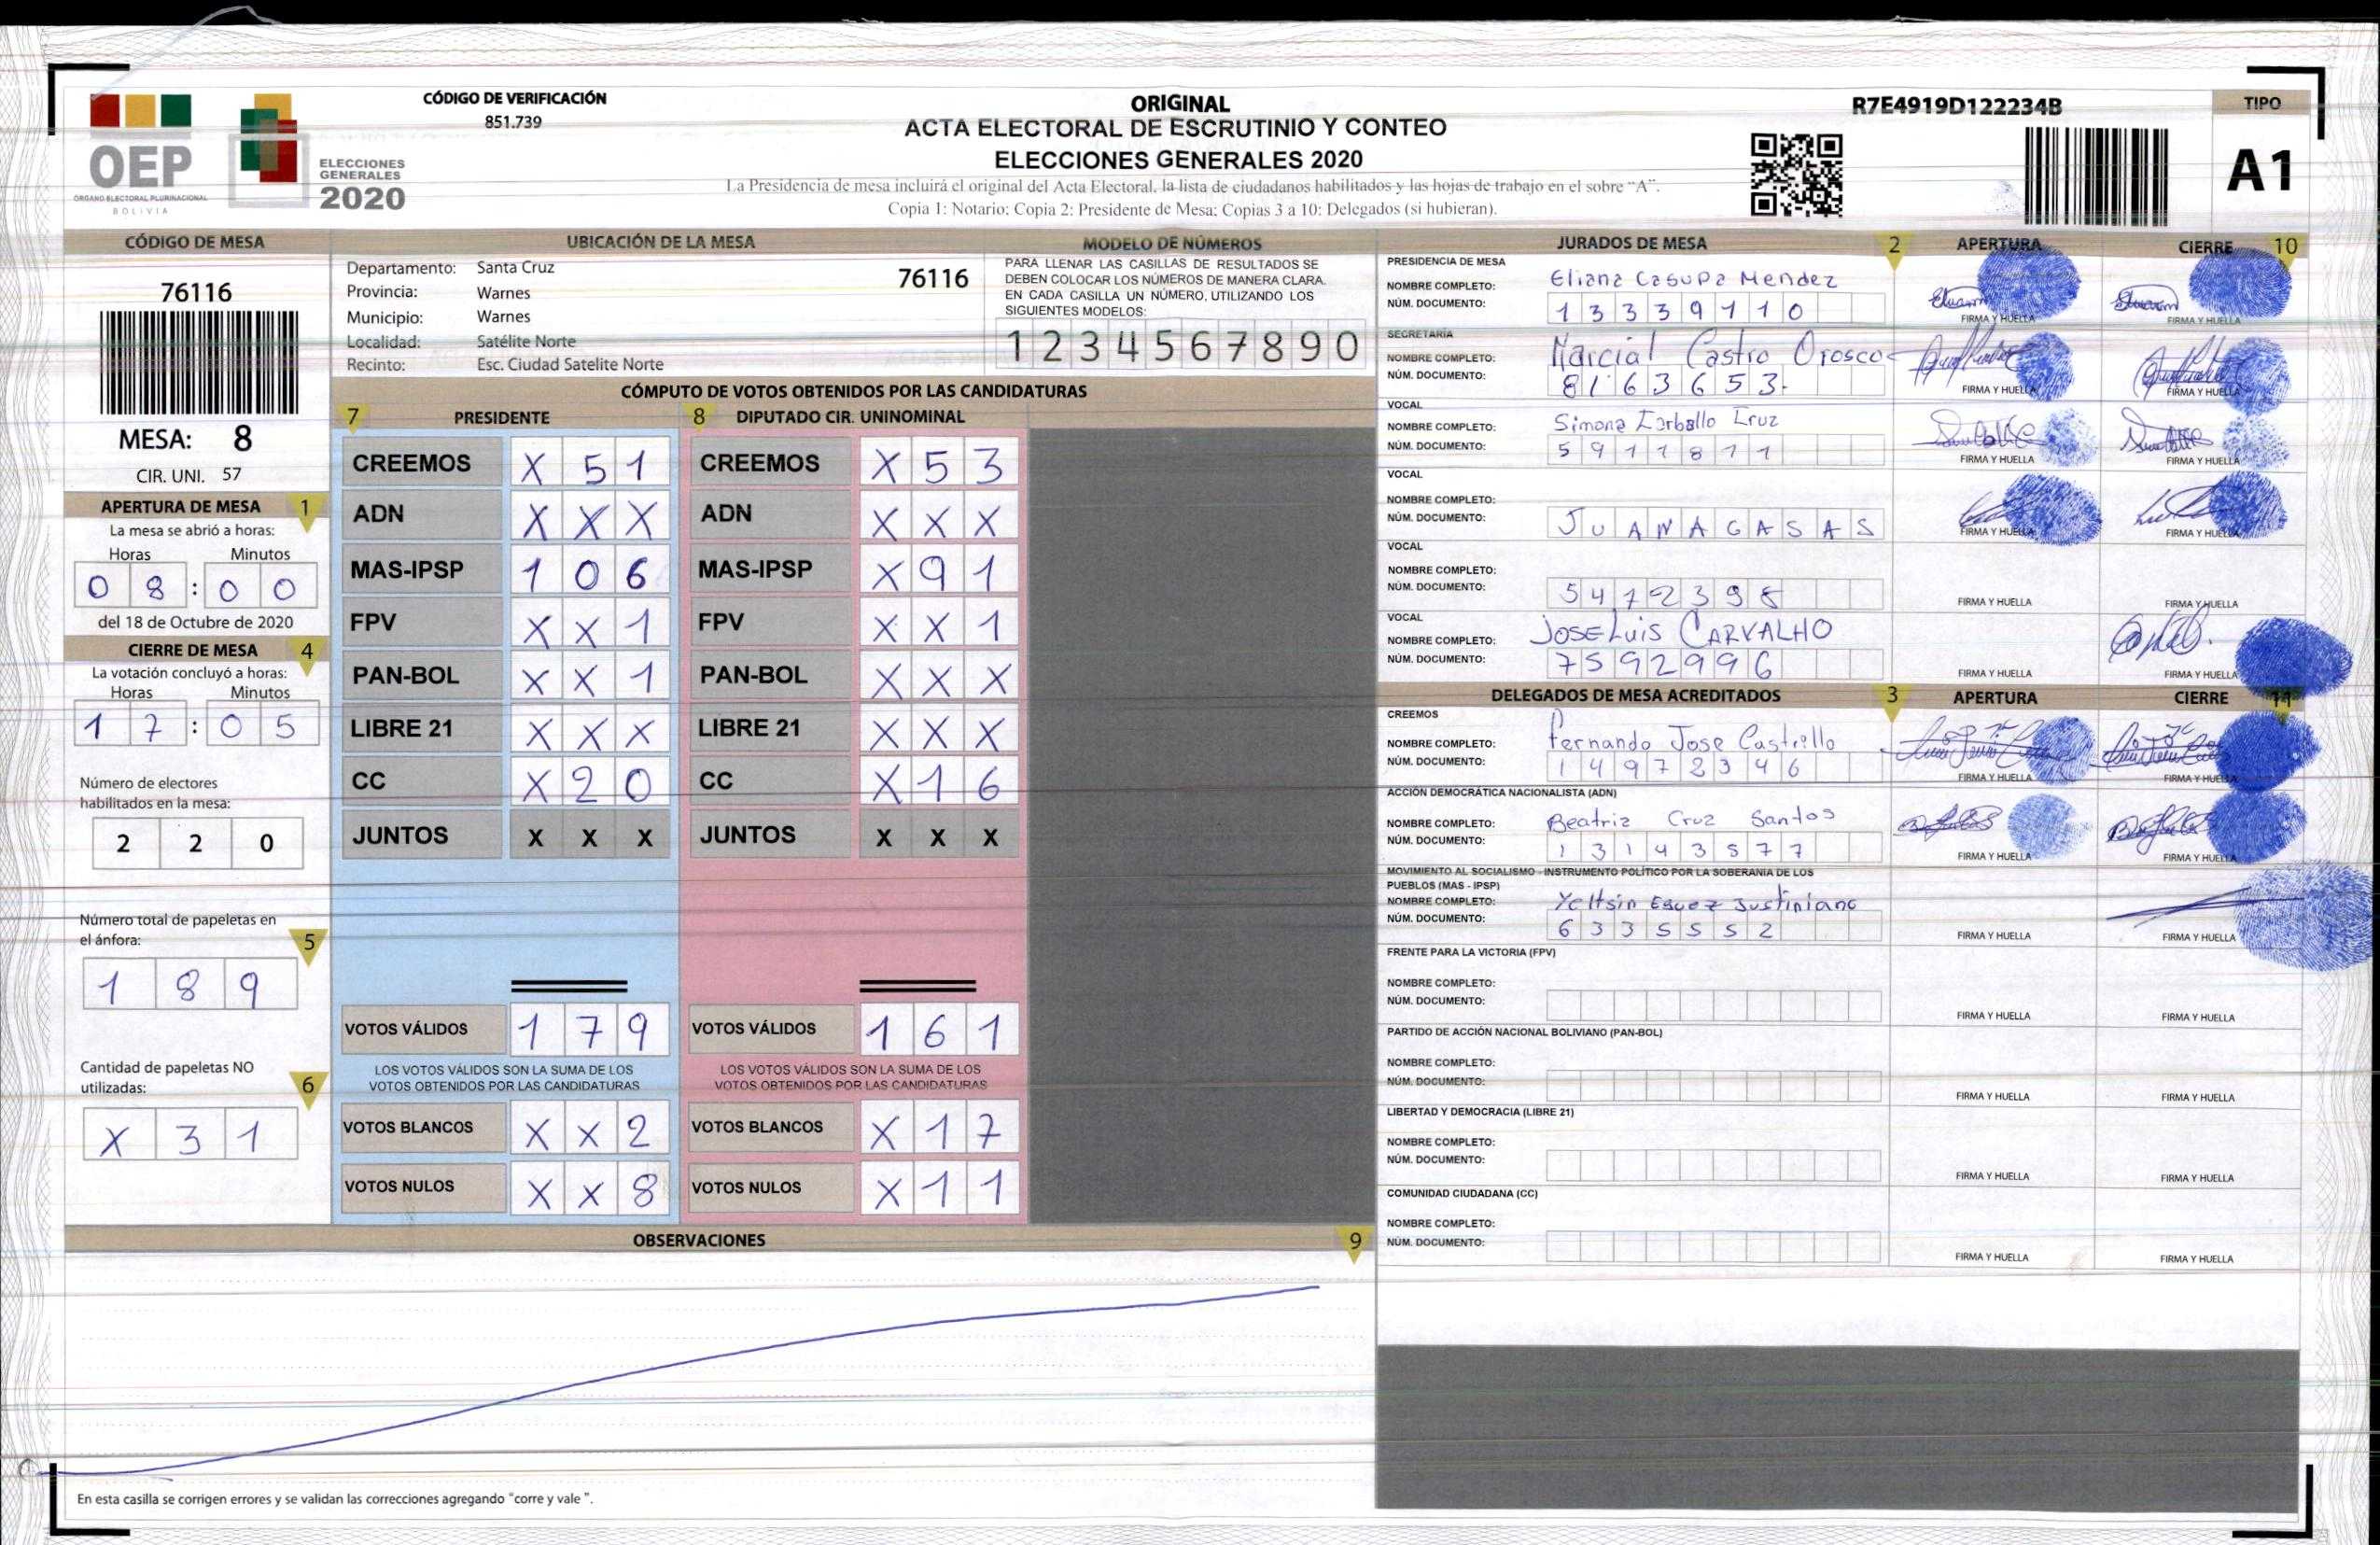 OEP
ÓRGANO ELECTORAL PLURINACIONAL
BOLIVIA
ELECCIONES
GENERALES
2020
CÓDIGO DE VERIFICACIÓN
851.739
ORIGINAL
ACTA ELECTORAL DE ESCRUTINIO Y CONTEO
ELECCIONES GENERALES 2020
La Presidencia de mesa incluirá el original del Acta Electoral, la lista de ciudadanos habilitados y las hojas de trabajo en el sobre "A".
Copia 1: Notario; Copia 2: Presidente de Mesa; Copias 3 a 10: Delegados (si hubieran).
R7E4919D122234B
TIPO
A1
CÓDIGO DE MESA
76116
MESA: 8
CIR. UNI. 57
APERTURA DE MESA 1
La mesa se abrió a horas:
Horas Minutos
0 8 : 0 0
del 18 de Octubre de 2020
CIERRE DE MESA 4
La votación concluyó a horas:
Horas Minutos
1 7 : 0 5
Número de electores
habilitados en la mesa:
2 2 0
Número total de papeletas en
el ánfora: 5
1 8 9
Cantidad de papeletas NO
utilizadas: 6
X 3 1
UBICACIÓN DE LA MESA
Departamento: Santa Cruz 76116
Provincia: Warnes
Municipio: Warnes
Localidad: Satélite Norte
Recinto: Esc. Ciudad Satelite Norte
MODELO DE NÚMEROS
PARA LLENAR LAS CASILLAS DE RESULTADOS SE
DEBEN COLOCAR LOS NÚMEROS DE MANERA CLARA.
EN CADA CASILLA UN NÚMERO, UTILIZANDO LOS
SIGUIENTES MODELOS:
1 2 3 4 5 6 7 8 9 0
CÓMPUTO DE VOTOS OBTENIDOS POR LAS CANDIDATURAS
7 PRESIDENTE
CREEMOS X 5 1
ADN X X X
MAS-IPSP 1 0 6
FPV X X 1
PAN-BOL X X 1
LIBRE 21 X X X
CC X 2 0
JUNTOS X X X
VOTOS VÁLIDOS 1 7 9
LOS VOTOS VÁLIDOS SON LA SUMA DE LOS
VOTOS OBTENIDOS POR LAS CANDIDATURAS
VOTOS BLANCOS X X 2
VOTOS NULOS X X 8
8 DIPUTADO CIR. UNINOMINAL
CREEMOS X 5 3
ADN X X X
MAS-IPSP X 9 1
FPV X X 1
PAN-BOL X X X
LIBRE 21 X X X
CC X 1 6
JUNTOS X X X
VOTOS VÁLIDOS 1 6 1
LOS VOTOS VÁLIDOS SON LA SUMA DE LOS
VOTOS OBTENIDOS POR LAS CANDIDATURAS
VOTOS BLANCOS X 1 7
VOTOS NULOS X 1 1
OBSERVACIONES 9
En esta casilla se corrigen errores y se validan las correcciones agregando "corre y vale ".
JURADOS DE MESA 2 APERTURA CIERRE 10
PRESIDENCIA DE MESA
NOMBRE COMPLETO: Eliana Casupa Mendez
NÚM. DOCUMENTO: 1 3 3 3 9 1 1 0
FIRMA Y HUELLA FIRMA Y HUELLA
SECRETARÍA
NOMBRE COMPLETO: Marcial Castro Orosco
NÚM. DOCUMENTO: 8 1 6 3 6 5 3
FIRMA Y HUELLA FIRMA Y HUELLA
VOCAL
NOMBRE COMPLETO: Simona Carballo Cruz
NÚM. DOCUMENTO: 5 9 1 1 8 1 1
FIRMA Y HUELLA FIRMA Y HUELLA
VOCAL
NOMBRE COMPLETO:
NÚM. DOCUMENTO: J U A N A G A S A S
FIRMA Y HUELLA FIRMA Y HUELLA
VOCAL
NOMBRE COMPLETO:
NÚM. DOCUMENTO: 5 4 7 2 3 9 8
FIRMA Y HUELLA FIRMA Y HUELLA
VOCAL
NOMBRE COMPLETO: JOSE Luis CARVALHO
NÚM. DOCUMENTO: 7 5 9 2 9 9 6
FIRMA Y HUELLA FIRMA Y HUELLA
DELEGADOS DE MESA ACREDITADOS 3 APERTURA CIERRE 11
CREEMOS
NOMBRE COMPLETO: Fernando Jose Castrillo
NÚM. DOCUMENTO: 1 4 9 7 2 3 4 6
FIRMA Y HUELLA FIRMA Y HUELLA
ACCIÓN DEMOCRÁTICA NACIONALISTA (ADN)
NOMBRE COMPLETO: Beatriz Cruz Santos
NÚM. DOCUMENTO: 1 3 1 4 3 5 7 7
FIRMA Y HUELLA FIRMA Y HUELLA
MOVIMIENTO AL SOCIALISMO - INSTRUMENTO POLÍTICO POR LA SOBERANÍA DE LOS
PUEBLOS (MAS - IPSP)
NOMBRE COMPLETO: Yeltsin Justiniano
NÚM. DOCUMENTO: 6 3 3 5 5 5 2
FIRMA Y HUELLA FIRMA Y HUELLA
FRENTE PARA LA VICTORIA (FPV)
NOMBRE COMPLETO:
NÚM. DOCUMENTO:
FIRMA Y HUELLA FIRMA Y HUELLA
PARTIDO DE ACCIÓN NACIONAL BOLIVIANO (PAN-BOL)
NOMBRE COMPLETO:
NÚM. DOCUMENTO:
FIRMA Y HUELLA FIRMA Y HUELLA
LIBERTAD Y DEMOCRACIA (LIBRE 21)
NOMBRE COMPLETO:
NÚM. DOCUMENTO:
FIRMA Y HUELLA FIRMA Y HUELLA
COMUNIDAD CIUDADANA (CC)
NOMBRE COMPLETO:
NÚM. DOCUMENTO:
FIRMA Y HUELLA FIRMA Y HUELLA